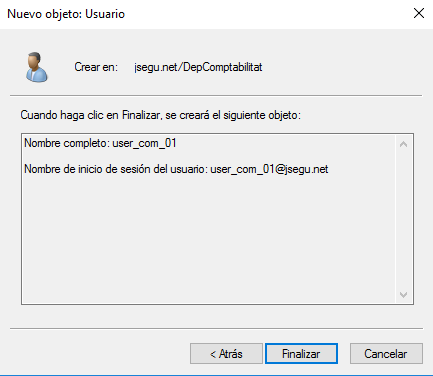 Nuevo objeto: Usuario
Crear en: jsegu.net/DepComptabilitat
Cuando haga clic en Finalizar, se creará el siguiente objeto:
Nombre completo: user_com_01
Nombre de inicio de sesión del usuario: user_com_01@jsegu.net
< Atrás Finalizar Cancelar